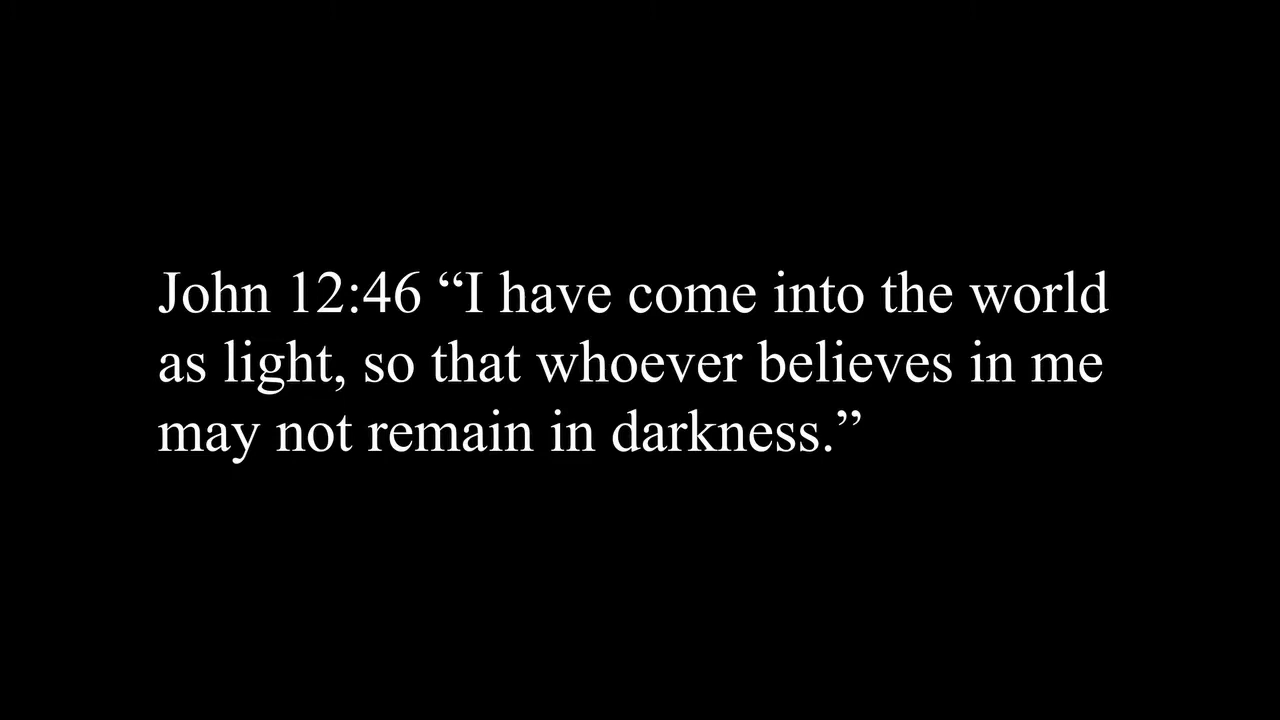 John 12:46 “I have come into the world
as light, so that whoever believes in me
may not remain in darkness.”